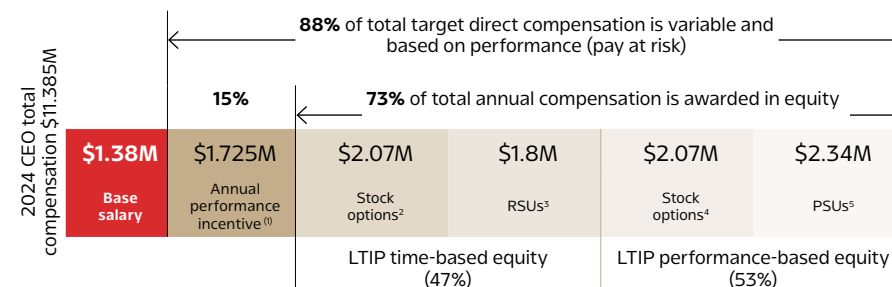 88% of total target direct compensation is variable and
based on performance (pay at risk)
2024 CEO total
compensation $11.385M
15%
73% of total annual compensation is awarded in equity
$1.38M
Base
salary
$1.725M
Annual
performance
incentive (1)
$2.07M
Stock
options2
$1.8M
RSUs3
$2.07M
Stock
options4
$2.34M
PSUs5
LTIP time-based equity
(47%)
LTIP performance-based equity
(53%)